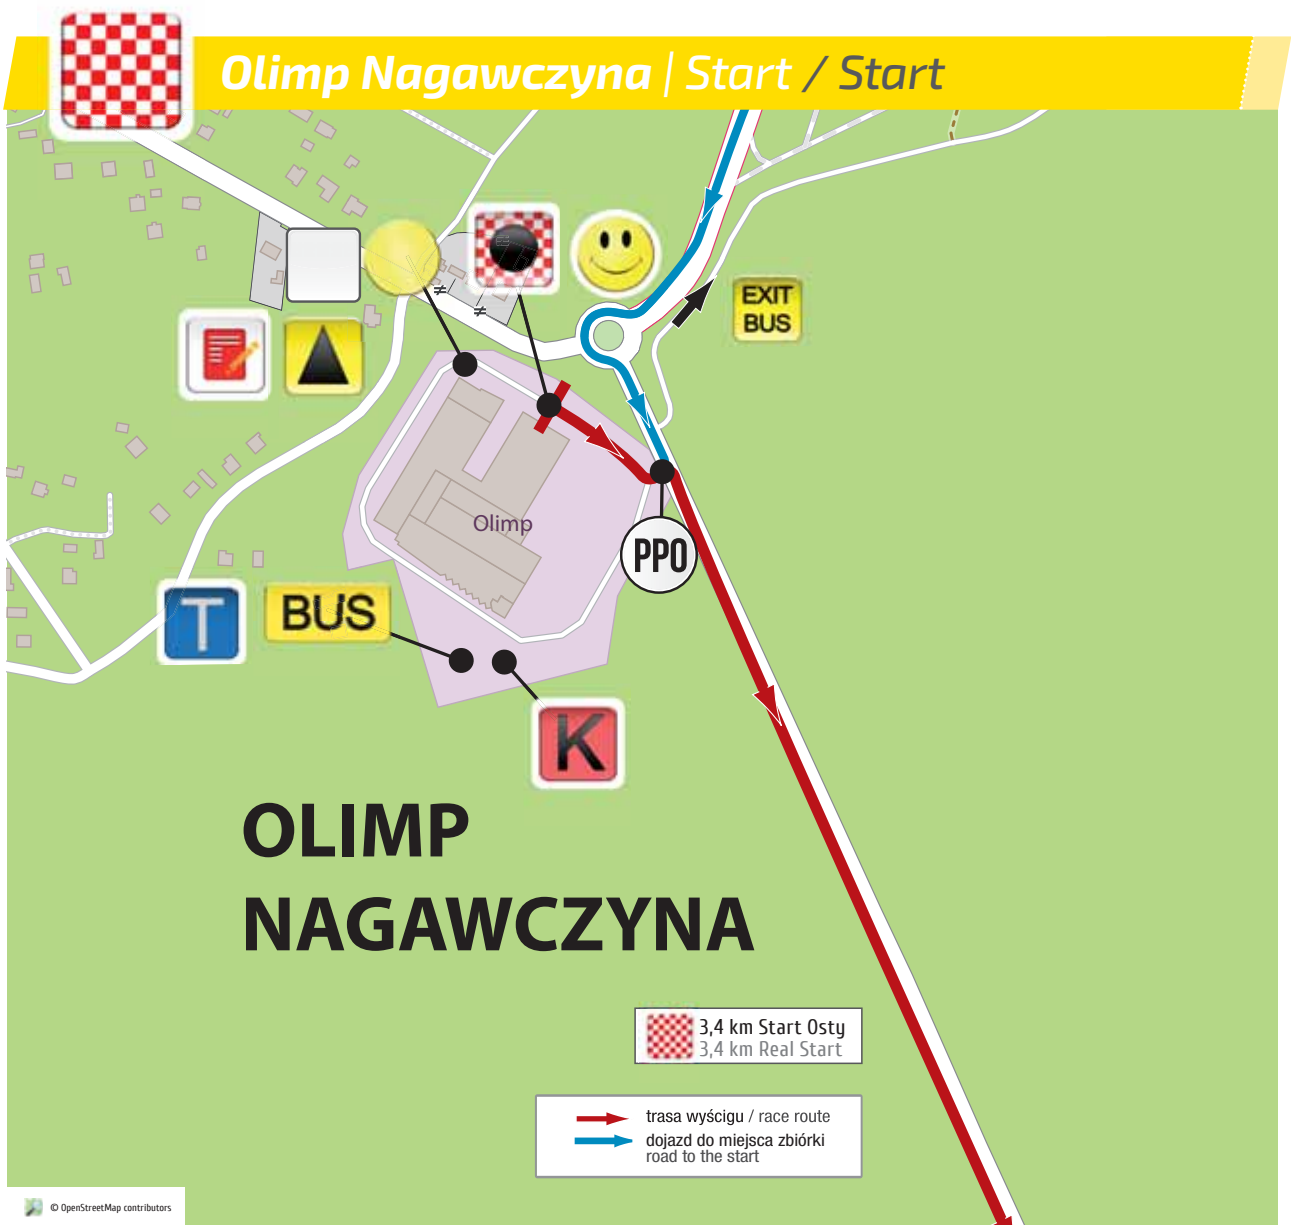 Olimp Nagawczyna | Start / Start
EXIT
BUS
Olimp
PPO
T
BUS
K
OLIMP
NAGAWCZYNA
3,4 km Start Osty
3,4 km Real Start
trasa wyścigu / race route
dojazd do miejsca zbiórki
road to the start
© OpenStreetMap contributors